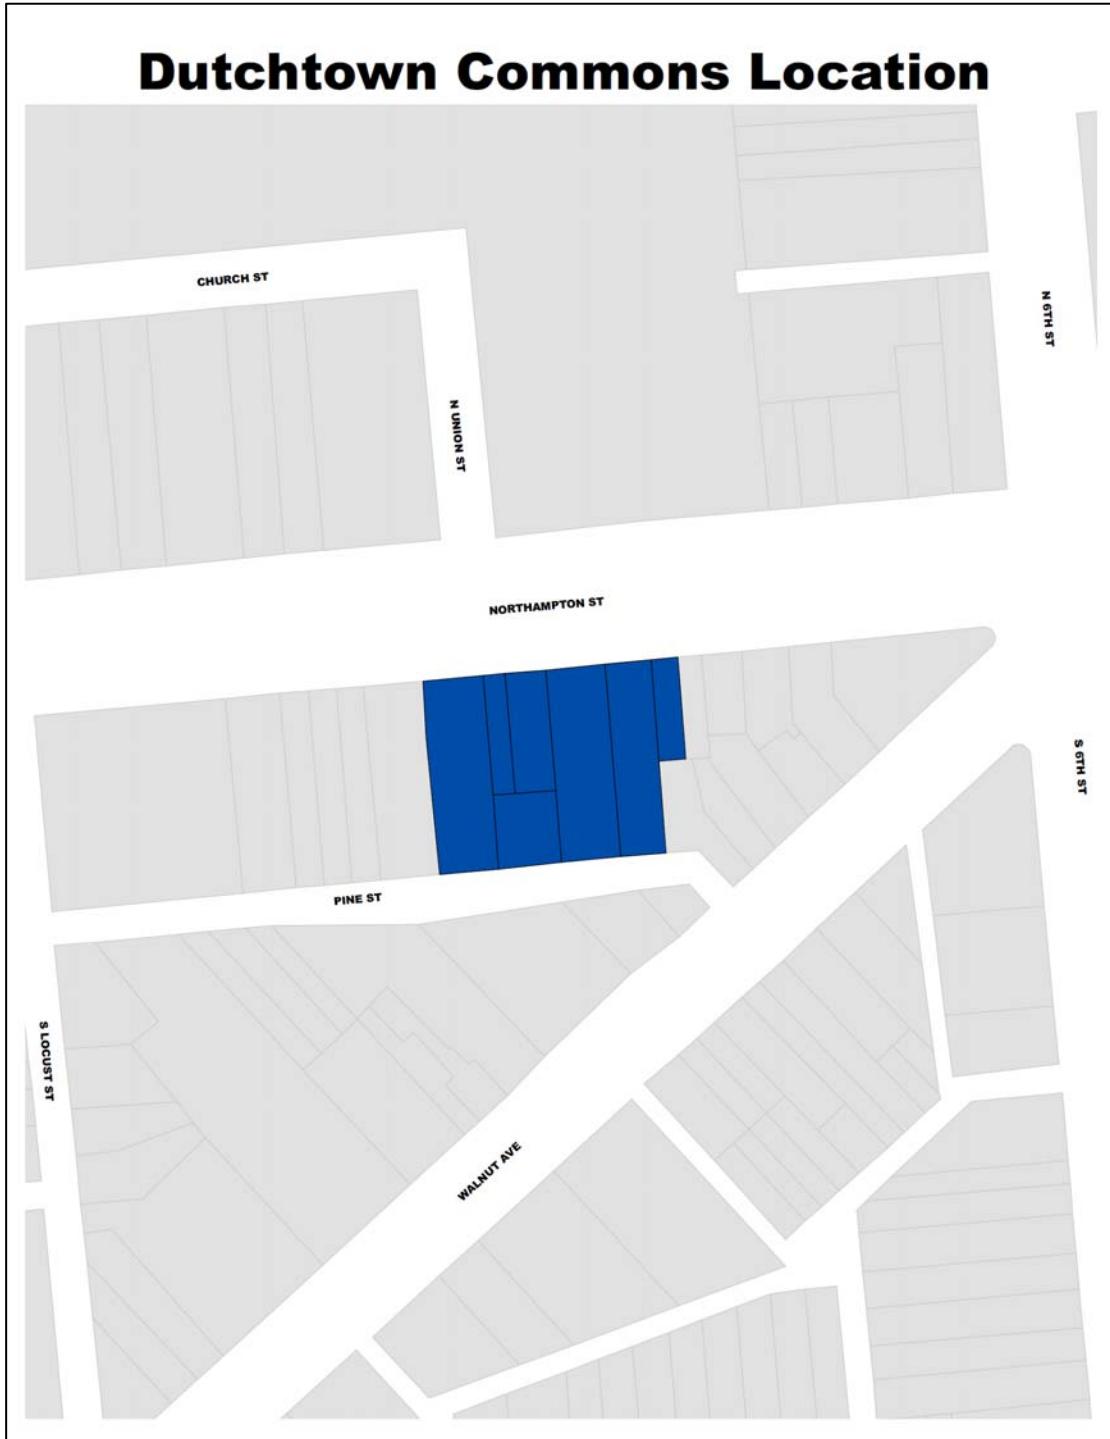 Dutchtown Commons Location
CHURCH ST
N 6TH ST
N UNION ST
NORTHAMPTON ST
S 6TH ST
PINE ST
S LOCUST ST
WALNUT AVE